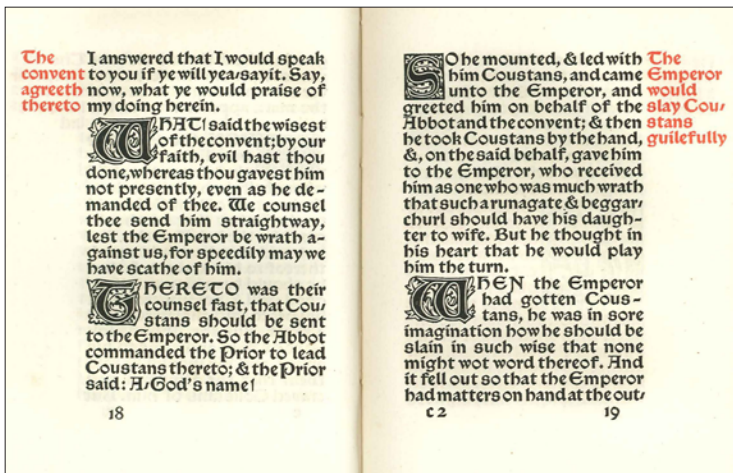 The convent agreeth thereto
I answered that I would speak
to you if ye will yea/say it. Say,
now, what ye would praise of
my doing herein.
WHAT! said the wisest
of the convent; by our
faith, evil hast thou
done, whereas thou gavest him
not presently, even as he de-
manded of thee. We counsel
thee send him straightway,
lest the Emperor be wrath a-
gainst us, for speedily may we
have scathe of him.
THERETO was their
counsel fast, that Cou/
stans should be sent
to the Emperor. So the Abbot
commanded the Prior to lead
Coustans thereto; & the Prior
said: A/God's name!
18
The Emperor would slay Cou/stans guilefully
SO he mounted, & led with
him Coustans, and came
unto the Emperor, and
greeted him on behalf of the
Abbot and the convent; & then
he took Coustans by the hand,
&, on the said behalf, gave him
to the Emperor, who received
him as one who was much wrath
that such a runagate & beggar/
churl should have his daugh-
ter to wife. But he thought in
his heart that he would play
him the turn.
WHEN the Emperor
had gotten Cous-
tans, he was in sore
imagination how he should be
slain in such wise that none
might wot word thereof. And
it fell out so that the Emperor
had matters on hand at the out/
c 2
19